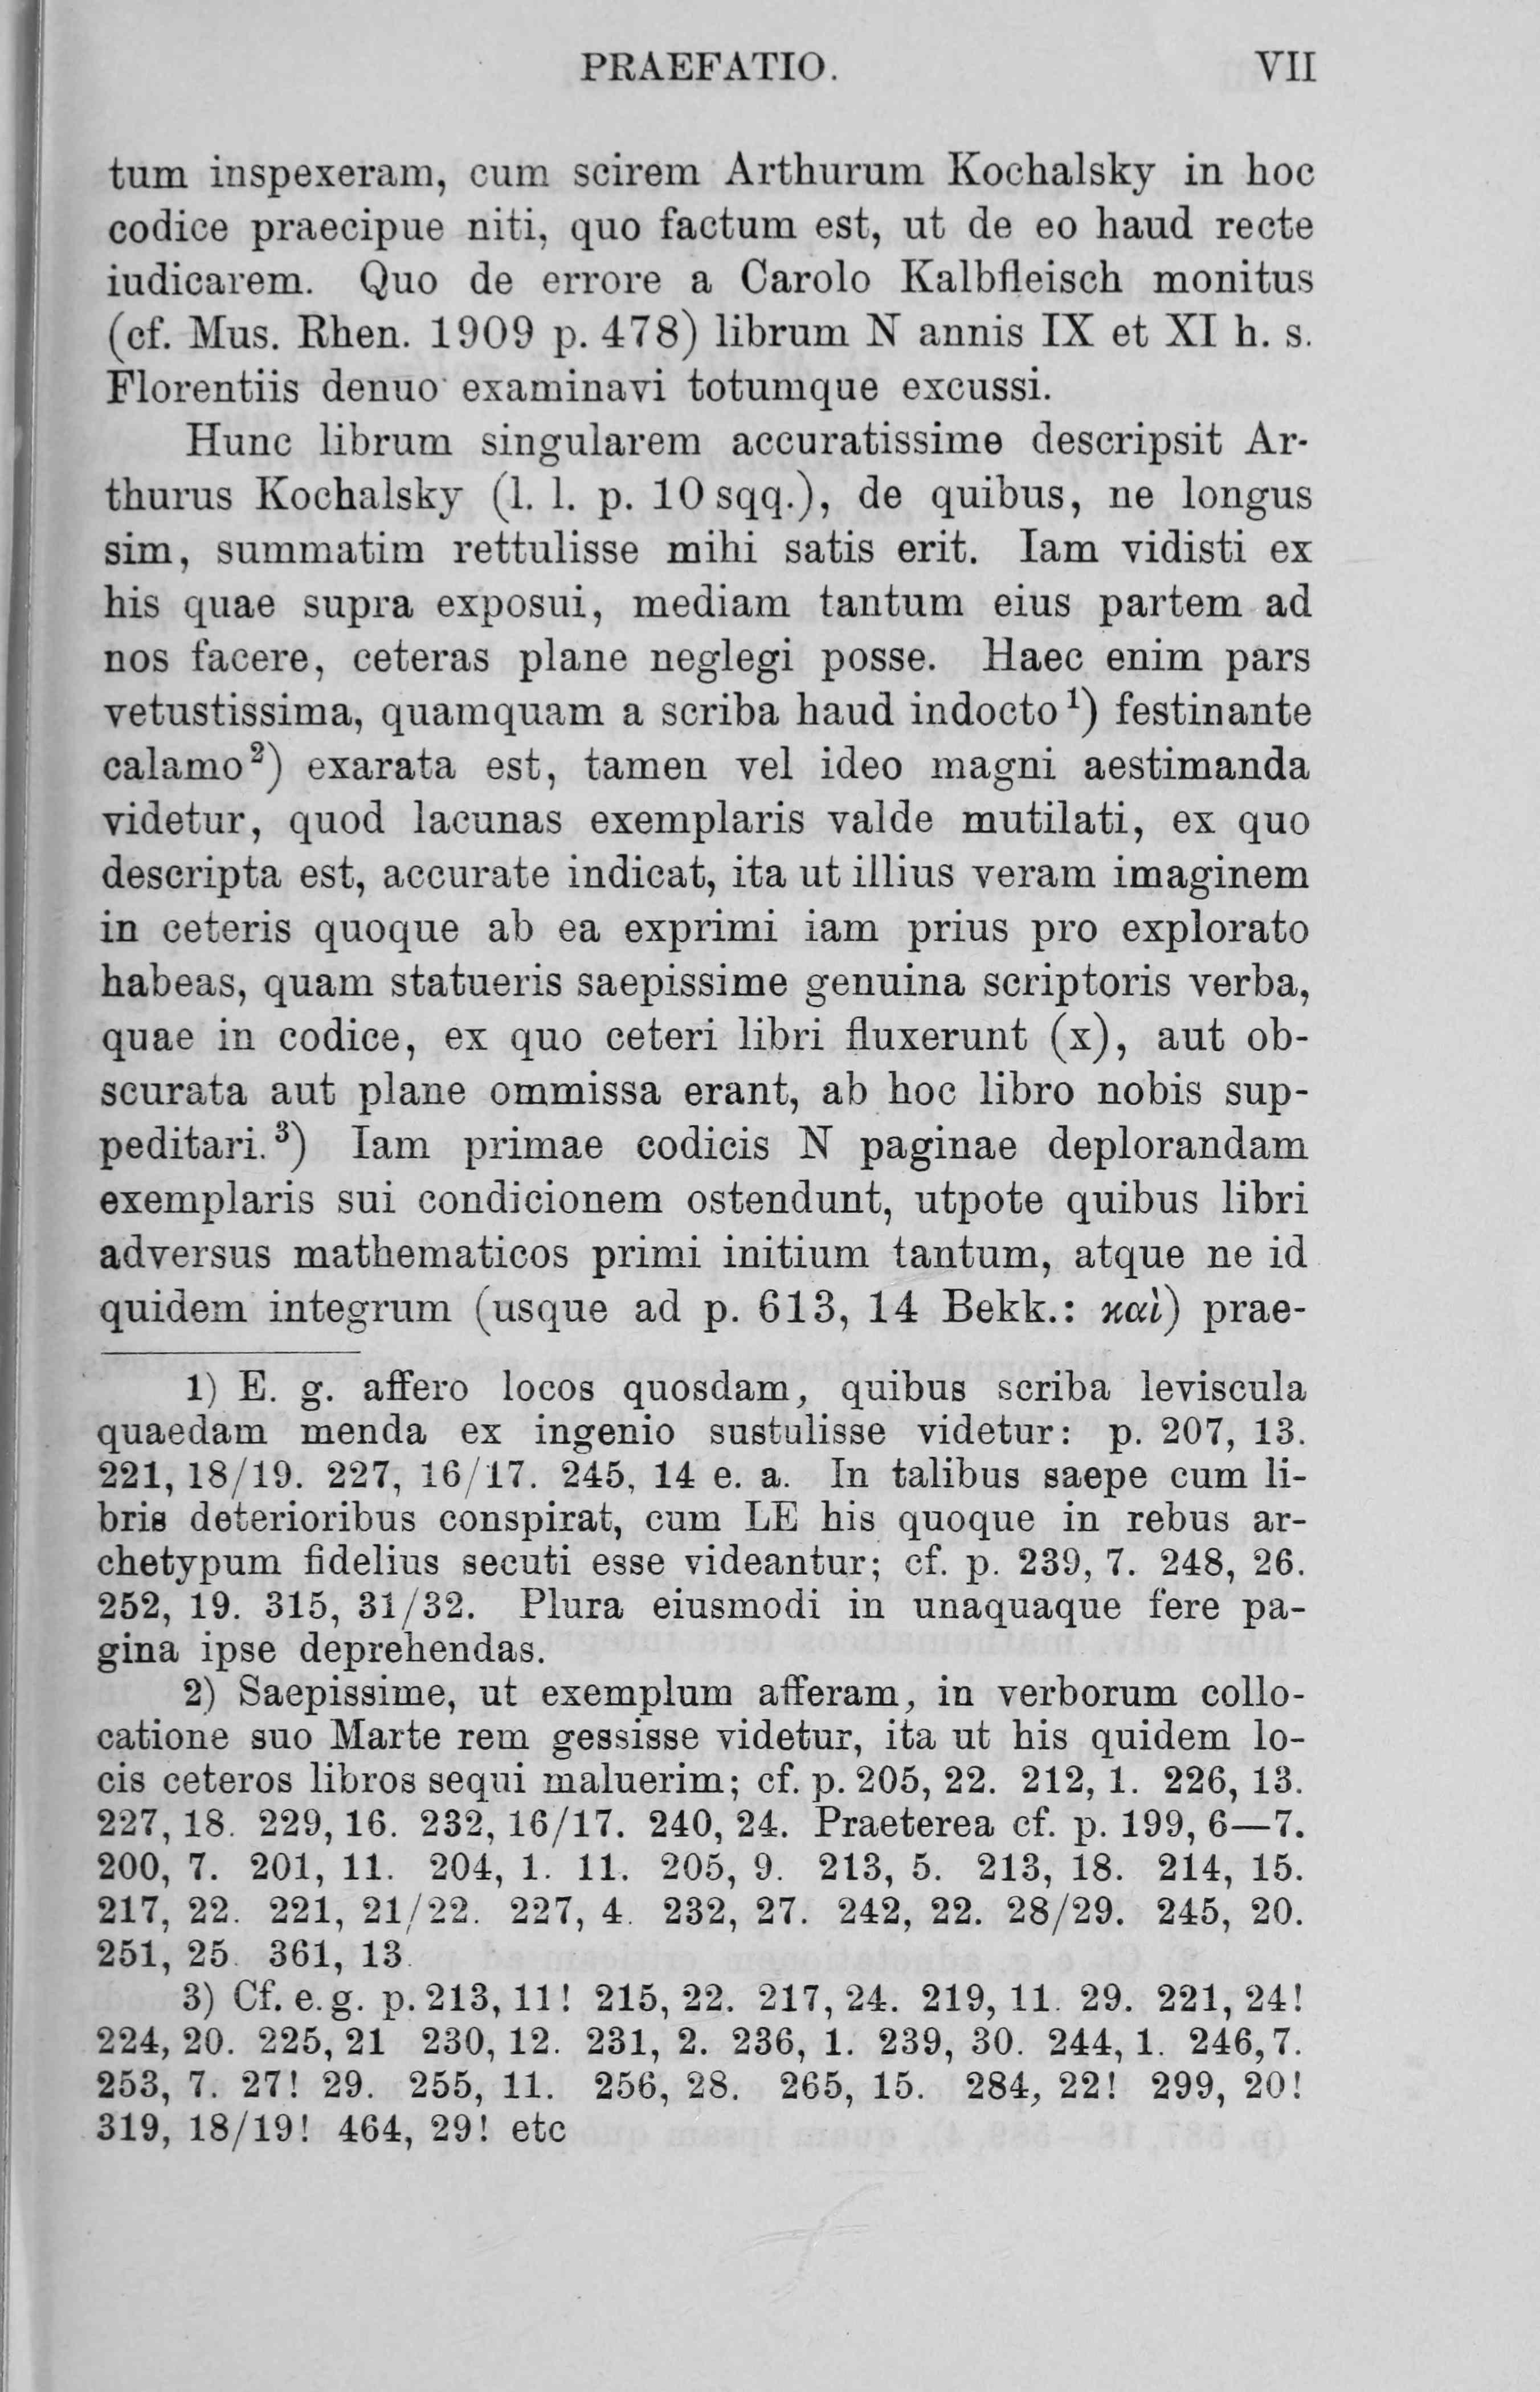 PRAEFATIO. VII
tum inspexeram, cum scirem Arthurum Kochalsky in hoc
codice praecipue niti, quo factum est, ut de eo haud recte
iudicarem. Quo de errore a Carolo Kalbfleisch monitus
(cf. Mus. Rhen. 1909 p. 478) librum N annis IX et XI h. s.
Florentiis denuo examinavi totumque excussi.
Hunc librum singularem accuratissime descripsit Ar-
thurus Kochalsky (l. l. p. 10 sqq.), de quibus, ne longus
sim, summatim rettulisse mihi satis erit. Iam vidisti ex
his quae supra exposui, mediam tantum eius partem ad
nos facere, ceteras plane neglegi posse. Haec enim pars
vetustissima, quamquam a scriba haud indocto ¹) festinante
calamo ²) exarata est, tamen vel ideo magni aestimanda
videtur, quod lacunas exemplaris valde mutilati, ex quo
descripta est, accurate indicat, ita ut illius veram imaginem
in ceteris quoque ab ea exprimi iam prius pro explorato
habeas, quam statueris saepissime genuina scriptoris verba,
quae in codice, ex quo ceteri libri fluxerunt (x), aut ob-
scurata aut plane ommissa erant, ab hoc libro nobis sup-
peditari. ³) Iam primae codicis N paginae deplorandam
exemplaris sui condicionem ostendunt, utpote quibus libri
adversus mathematicos primi initium tantum, atque ne id
quidem integrum (usque ad p. 613, 14 Bekk.: καὶ) prae-
1) E. g. affero locos quosdam, quibus scriba leviscula
quaedam menda ex ingenio sustulisse videtur: p. 207, 13.
221, 18/19. 227, 16/17. 245, 14 e. a. In talibus saepe cum li-
bris deterioribus conspirat, cum LE his quoque in rebus ar-
chetypum fidelius secuti esse videantur; cf. p. 239, 7. 248, 26.
252, 19. 315, 31/32. Plura eiusmodi in unaquaque fere pa-
gina ipse deprehendas.
2) Saepissime, ut exemplum afferam, in verborum collo-
catione suo Marte rem gessisse videtur, ita ut his quidem lo-
cis ceteros libros sequi maluerim; cf. p. 205, 22. 212, 1. 226, 13.
227, 18. 229, 16. 232, 16/17. 240, 24. Praeterea cf. p. 199, 6—7.
200, 7. 201, 11. 204, 1. 11. 205, 9. 213, 5. 213, 18. 214, 15.
217, 22. 221, 21/22. 227, 4. 232, 27. 242, 22. 28/29. 245, 20.
251, 25. 361, 13.
3) Cf. e. g. p. 213, 11! 215, 22. 217, 24. 219, 11. 29. 221, 24!
224, 20. 225, 21 230, 12. 231, 2. 236, 1. 239, 30. 244, 1. 246, 7.
253, 7. 27! 29. 255, 11. 256, 28. 265, 15. 284, 22! 299, 20!
319, 18/19! 464, 29! etc